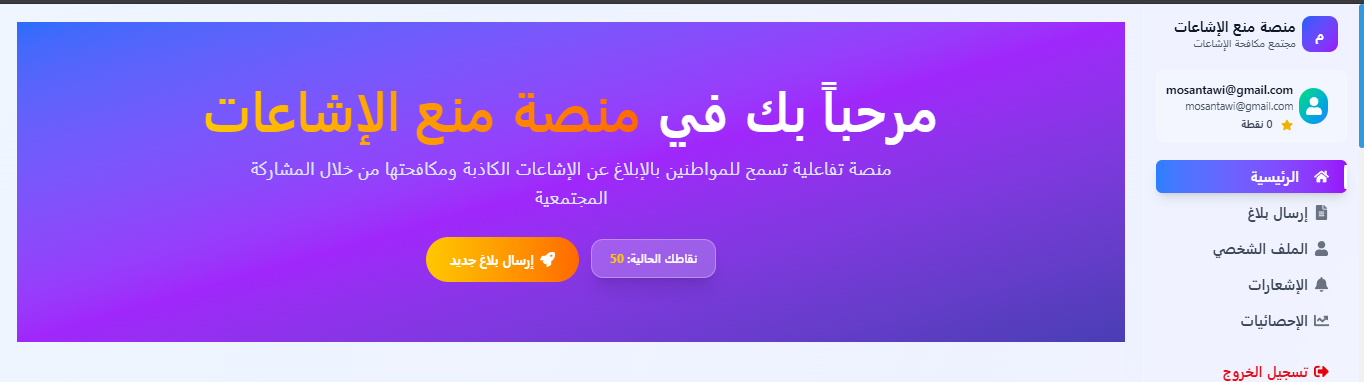 منصة منع الإشاعات
مجتمع مكافحة الإشاعات
م
mosantawi@gmail.com
mosantawi@gmail.com
0 نقطة
الرئيسية
إرسال بلاغ
الملف الشخصي
الإشعارات
الإحصائيات
تسجيل الخروج
مرحباً بك في منصة منع الإشاعات
منصة تفاعلية تسمح للمواطنين بالإبلاغ عن الإشاعات الكاذبة ومكافحتها من خلال المشاركة
المجتمعية
نقاطك الحالية: 50
إرسال بلاغ جديد